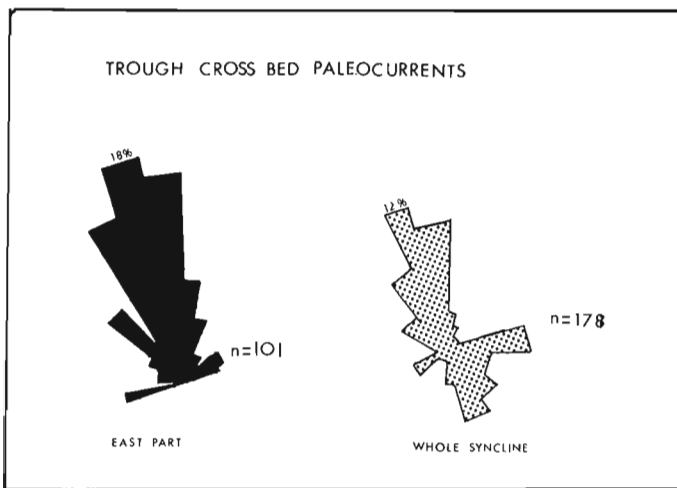 TROUGH CROSS BED PALEOCURRENTS
18%
12%
n=101
n=178
EAST PART
WHOLE SYNCLINE